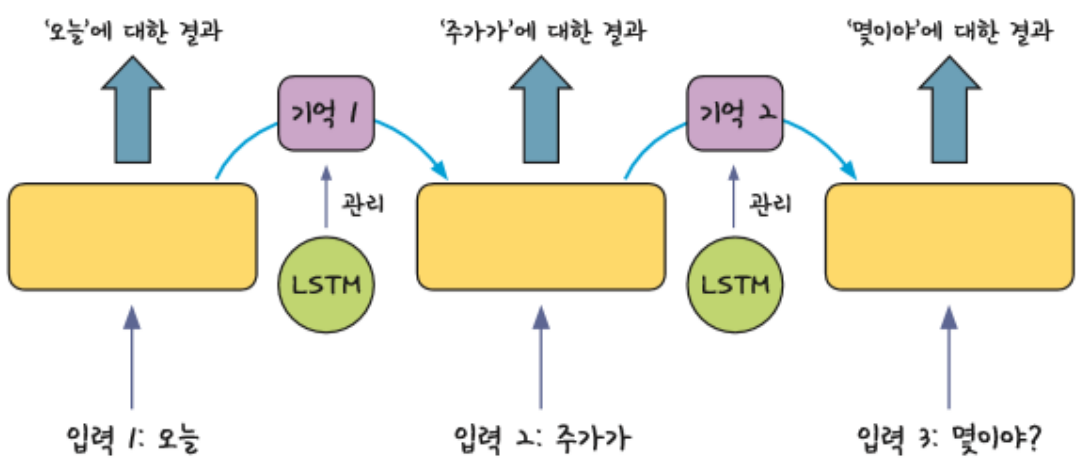 '오늘'에 대한 결과
'주가가'에 대한 결과
'몇이야'에 대한 결과
기억 1
기억 2
관리
관리
LSTM
LSTM
입력 1: 오늘
입력 2: 주가가
입력 3: 몇이야?